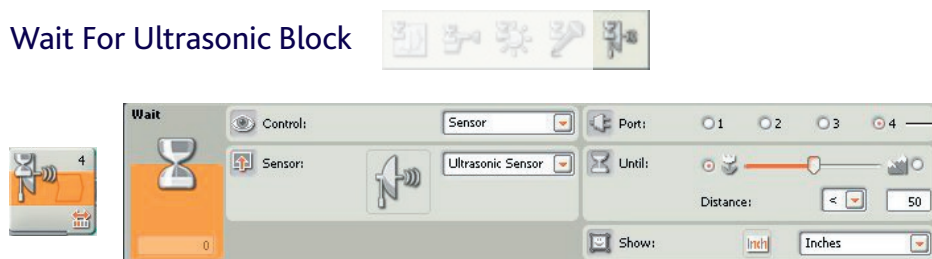 Wait For Ultrasonic Block
4
Wait
0
Control: Sensor
Sensor: Ultrasonic Sensor
Port: 1 2 3 4
Until:
Distance: < 50
Show: Inch Inches